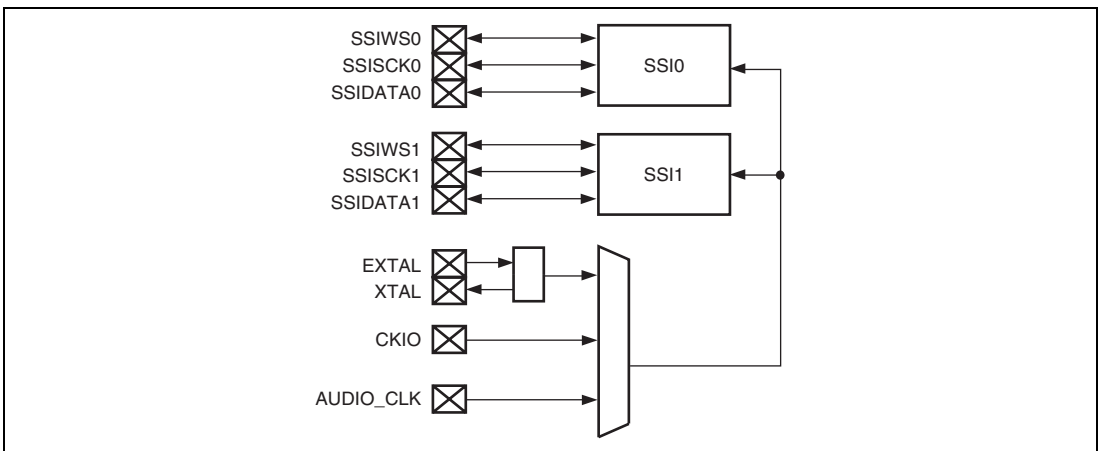 SSIWS0
SSISCK0
SSIDATA0
SSI0
SSIWS1
SSISCK1
SSIDATA1
SSI1
EXTAL
XTAL
CKIO
AUDIO_CLK